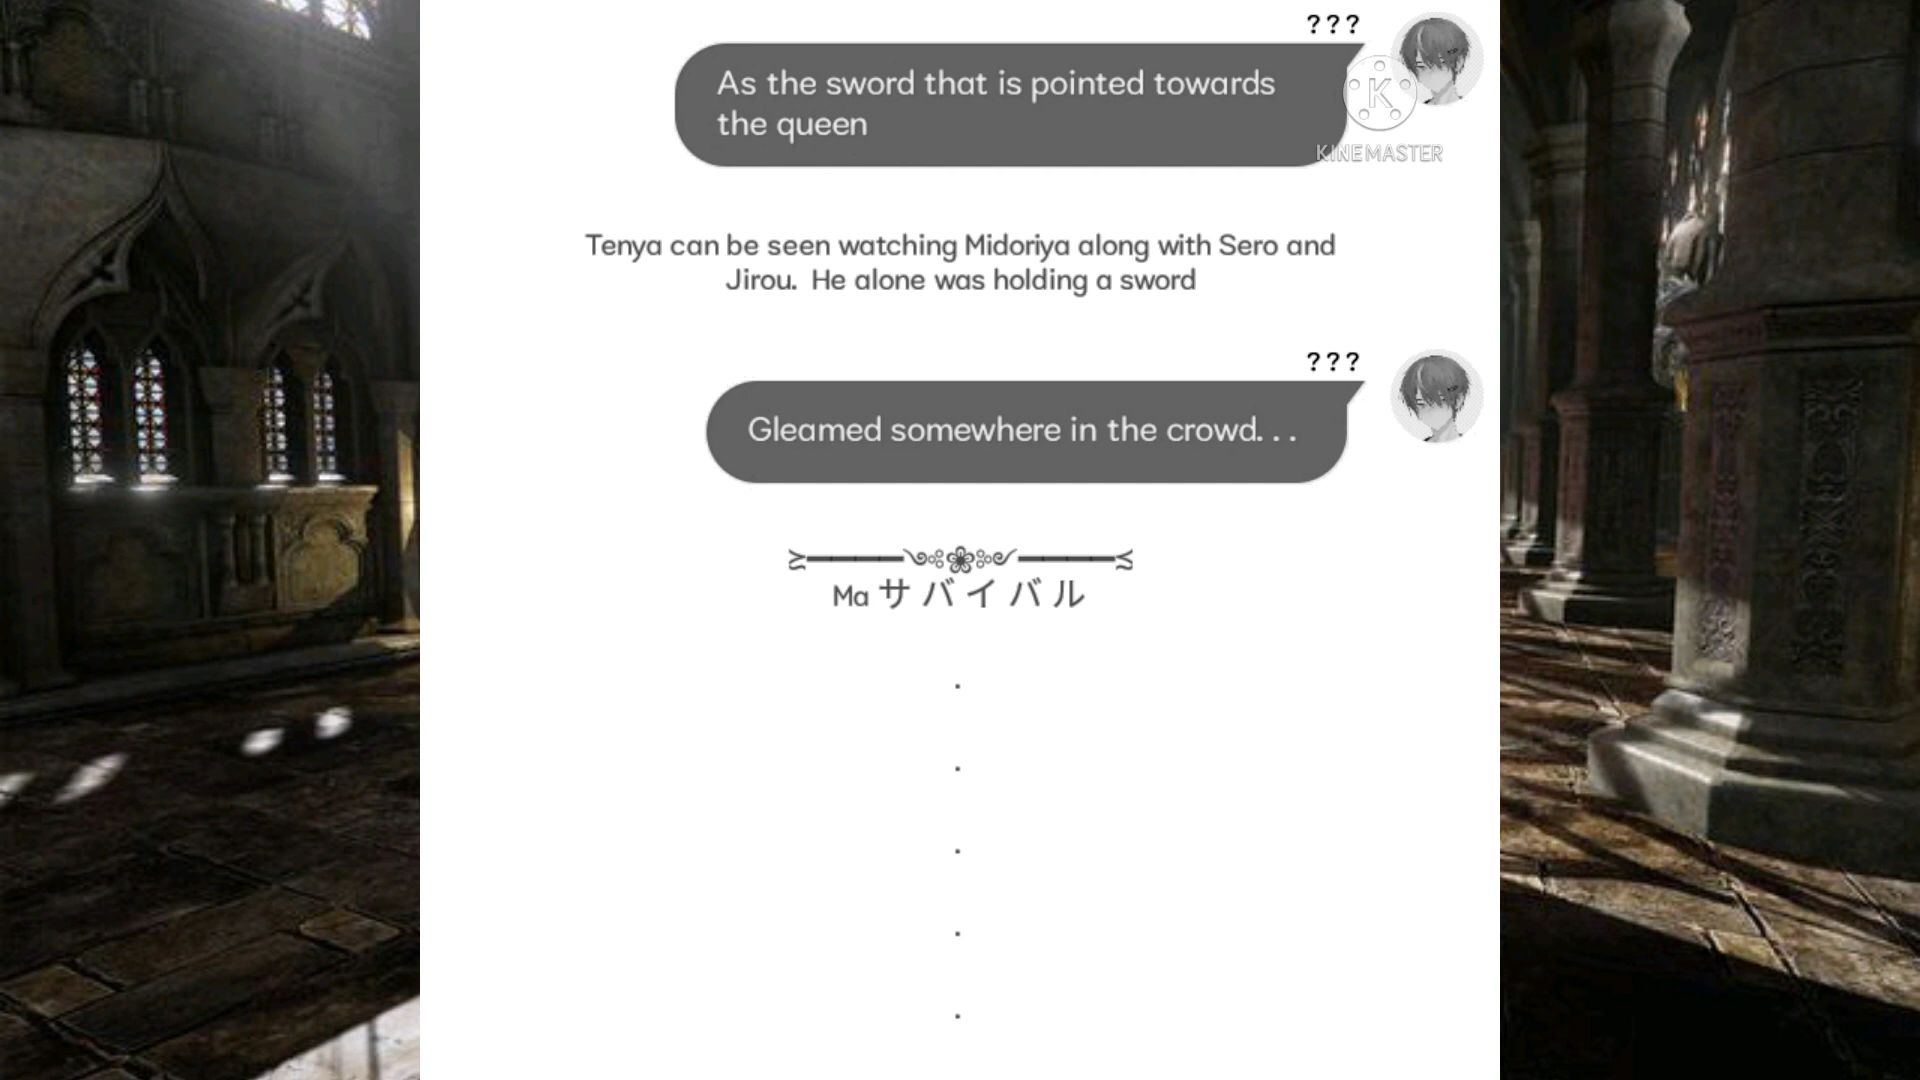 ???
As the sword that is pointed towards
the queen
K
KINEMASTER
Tenya can be seen watching Midoriya along with Sero and
Jirou. He alone was holding a sword
???
Gleamed somewhere in the crowd. . .
Ma サバイバル
.
.
.
.
.